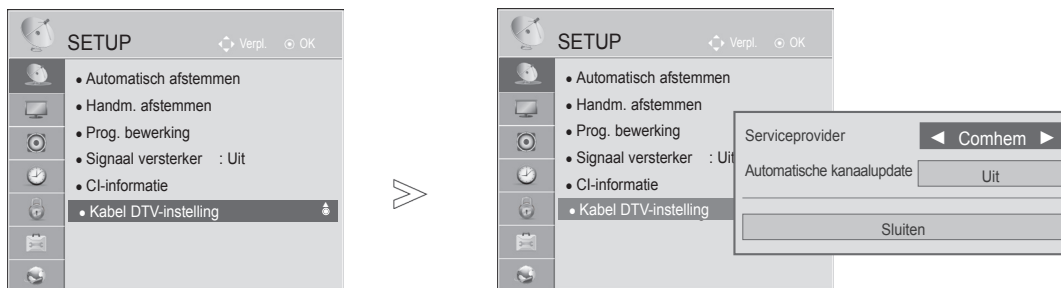 SETUP
Verpl. OK
• Automatisch afstemmen
• Handm. afstemmen
• Prog. bewerking
• Signaal versterker : Uit
• CI-informatie
• Kabel DTV-instelling
SETUP
Verpl. OK
• Automatisch afstemmen
• Handm. afstemmen
• Prog. bewerking
• Signaal versterker : Uit
• CI-informatie
• Kabel DTV-instelling
Serviceprovider ◄ Comhem ►
Automatische kanaalupdate Uit
Sluiten